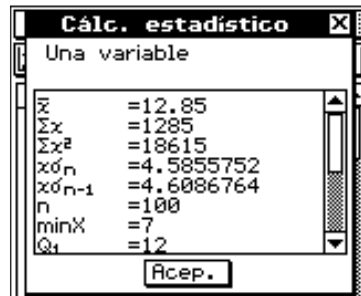 Cálc. estadístico
Una variable
x̄ =12.85
Σx =1285
Σx² =18615
xσn =4.5855752
xσn-1 =4.6086764
n =100
minX =7
Q₁ =12
Acep.